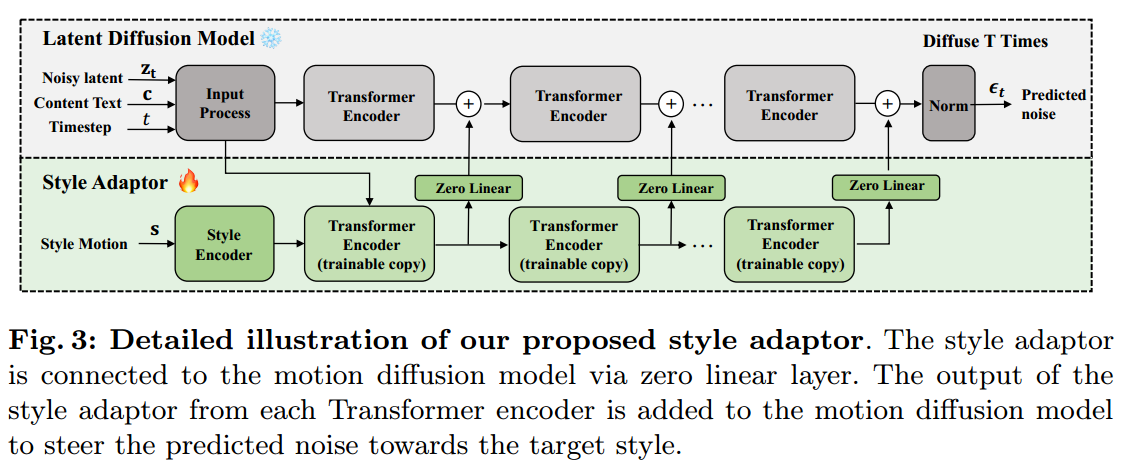 Latent Diffusion Model
Diffuse T Times
Noisy latent
z_t
Content Text
c
Timestep
t
Input
Process
Transformer
Encoder
+
Transformer
Encoder
+
...
Transformer
Encoder
+
Norm
ϵ_t
Predicted
noise
Style Adaptor
Zero Linear
Zero Linear
Zero Linear
Style Motion
s
Style
Encoder
Transformer
Encoder
(trainable copy)
Transformer
Encoder
(trainable copy)
...
Transformer
Encoder
(trainable copy)
Fig. 3: Detailed illustration of our proposed style adaptor. The style adaptor
is connected to the motion diffusion model via zero linear layer. The output of the
style adaptor from each Transformer encoder is added to the motion diffusion model
to steer the predicted noise towards the target style.